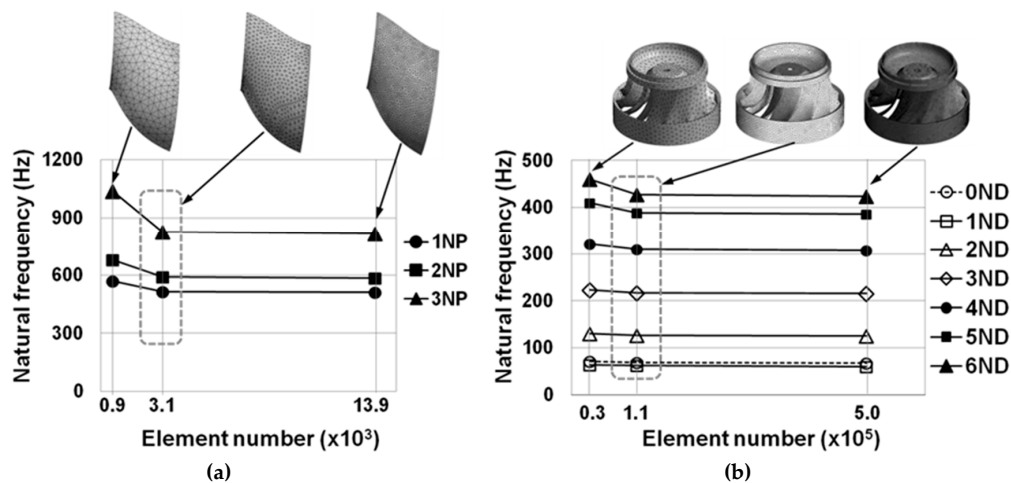 1200
900
600
300
0
Natural frequency (Hz)
0.9 3.1 13.9
Element number (x10³)
1NP
2NP
3NP
(a)
500
400
300
200
100
0
Natural frequency (Hz)
0.3 1.1 5.0
Element number (x10⁵)
0ND
1ND
2ND
3ND
4ND
5ND
6ND
(b)